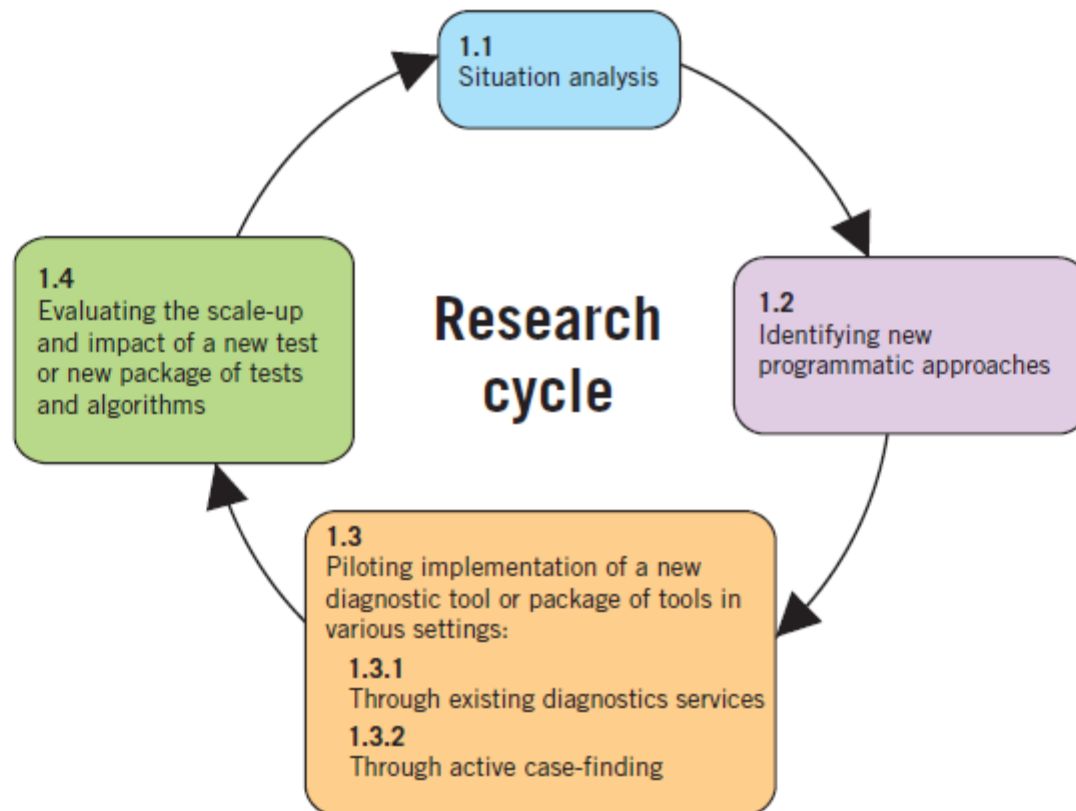 1.1
Situation analysis
1.2
Identifying new
programmatic approaches
1.3
Piloting implementation of a new
diagnostic tool or package of tools in
various settings:
1.3.1
Through existing diagnostics services
1.3.2
Through active case-finding
1.4
Evaluating the scale-up
and impact of a new test
or new package of tests
and algorithms
Research
cycle